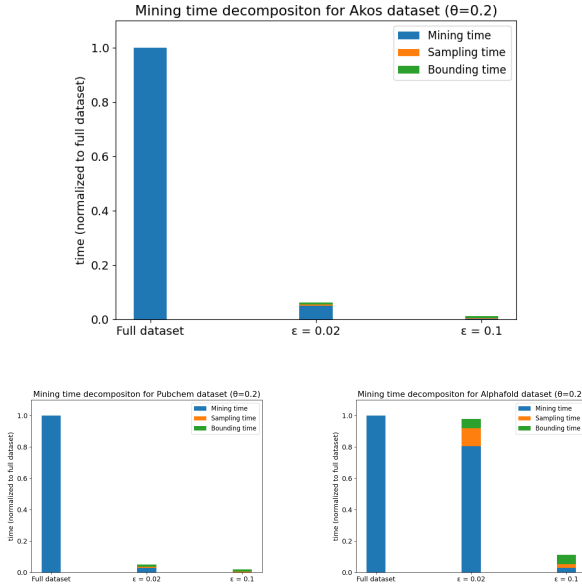 Mining time decompositon for Akos dataset (θ=0.2)
Mining time
Sampling time
Bounding time
time (normalized to full dataset)
1.0
0.8
0.6
0.4
0.2
0.0
Full dataset
ε = 0.02
ε = 0.1
Mining time decompositon for Pubchem dataset (θ=0.2)
Mining time
Sampling time
Bounding time
time (normalized to full dataset)
1.0
0.8
0.6
0.4
0.2
0.0
Full dataset
ε = 0.02
ε = 0.1
Mining time decompositon for Alphafold dataset (θ=0.2
Mining time
Sampling time
Bounding time
time (normalized to full dataset)
1.0
0.8
0.6
0.4
0.2
0.0
Full dataset
ε = 0.02
ε = 0.1